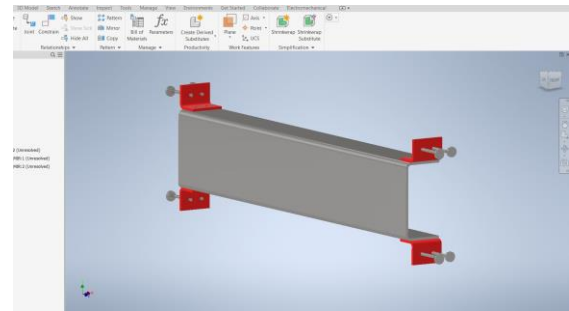 3D Model Sketch Annotate Inspect Tools Manage View Environments Get Started Collaborate Electromechanical
Show Pattern Axis
Joint Constrain Show Sick Mirror Bill of Materials Parameters Create Derived Substitutes Plane Point Shrinkwrap Shrinkwrap Substitute
Hide All Copy UCS
Relationships Pattern Manage Productivity Work Features Simplification
(Unresolved)
(Unresolved)
(Unresolved)